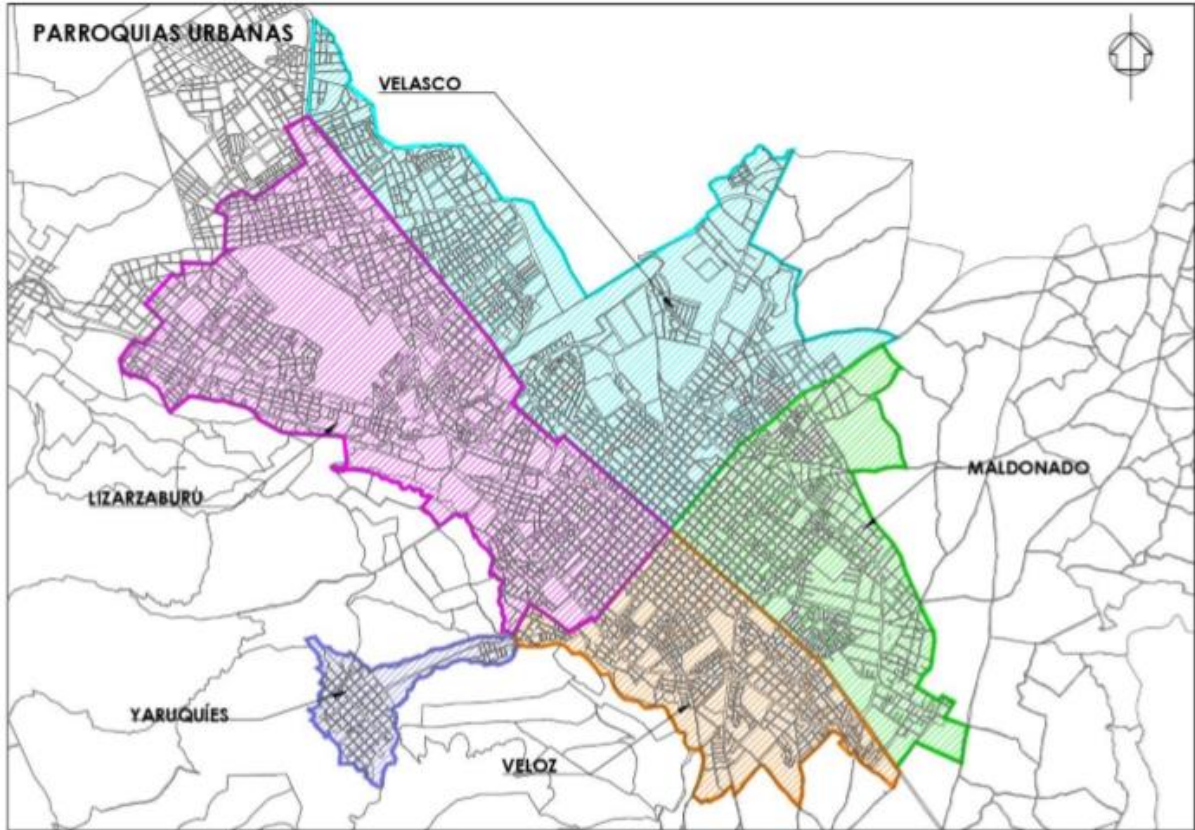 PARROQUIAS URBANAS
VELASCO
MALDONADO
LIZARZABURÚ
YARUQUÍES
VELOZ